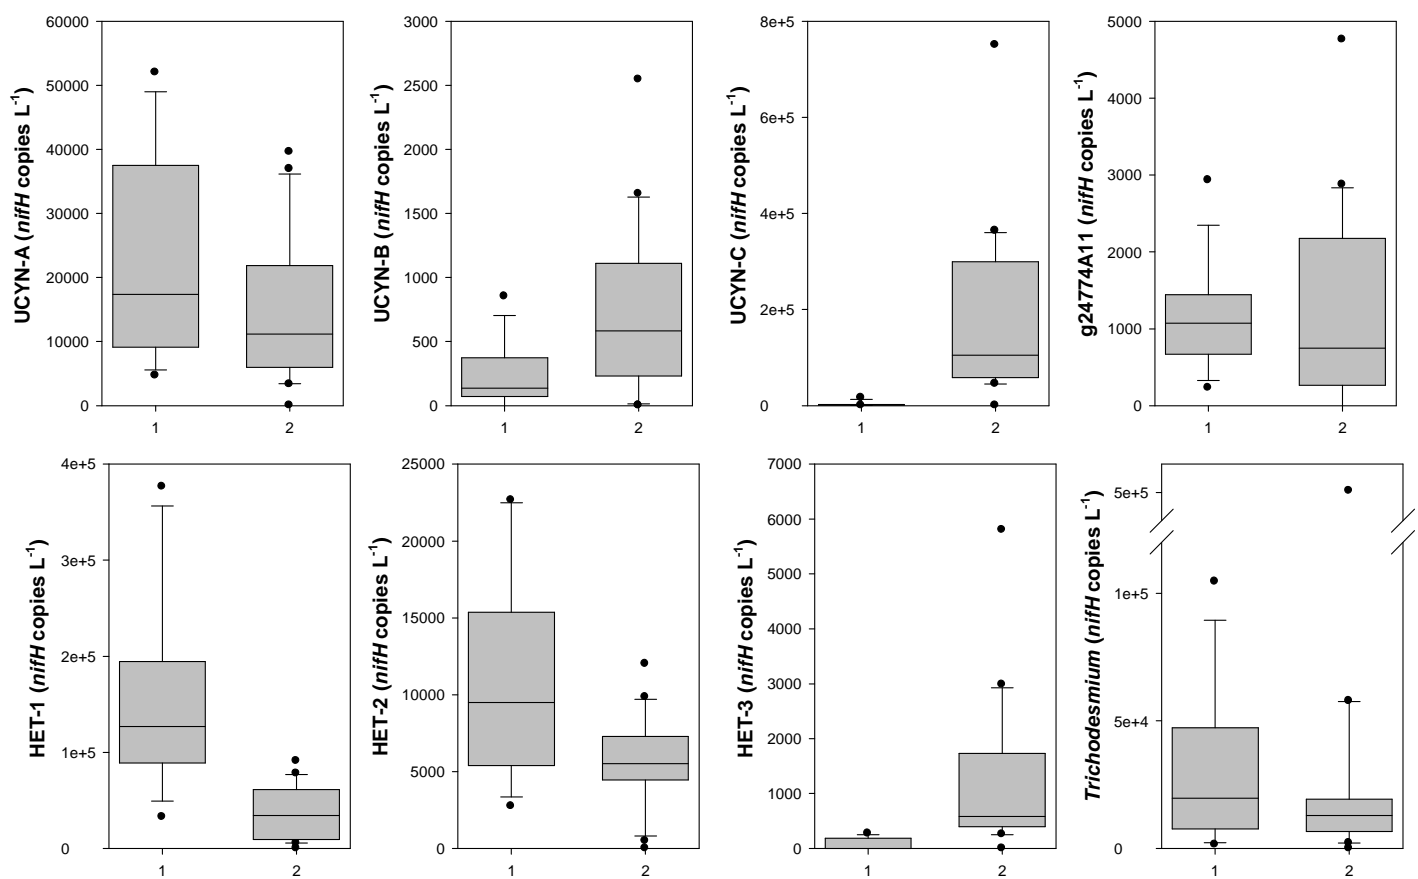 UCYN-A (nifH copies L-1)
60000
50000
40000
30000
20000
10000
0
1 2
UCYN-B (nifH copies L-1)
3000
2500
2000
1500
1000
500
0
1 2
UCYN-C (nifH copies L-1)
8e+5
6e+5
4e+5
2e+5
0
1 2
g24774A11 (nifH copies L-1)
5000
4000
3000
2000
1000
0
1 2
HET-1 (nifH copies L-1)
4e+5
3e+5
2e+5
1e+5
0
1 2
HET-2 (nifH copies L-1)
25000
20000
15000
10000
5000
0
1 2
HET-3 (nifH copies L-1)
7000
6000
5000
4000
3000
2000
1000
0
1 2
Trichodesmium (nifH copies L-1)
5e+5
1e+5
5e+4
0
1 2